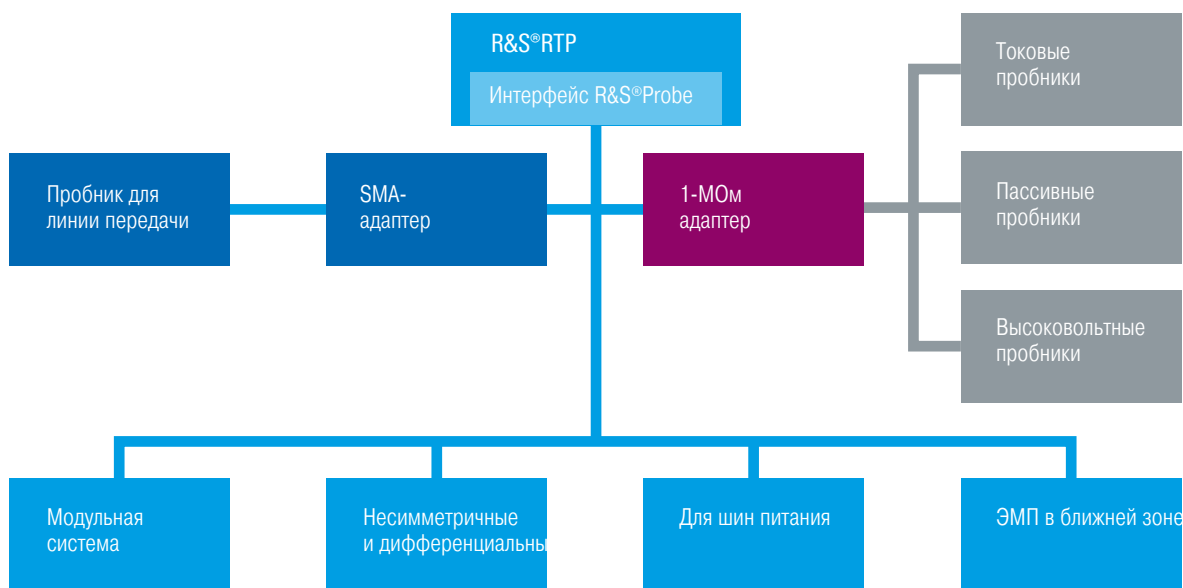 R&S®RTP
Интерфейс R&S®Probe
Токовые
пробники
Пробник для
линии передачи
SMA-
адаптер
1-МОм
адаптер
Пассивные
пробники
Высоковольтные
пробники
Модульная
система
Несимметричные
и дифференциальны
Для шин питания
ЭМП в ближней зоне